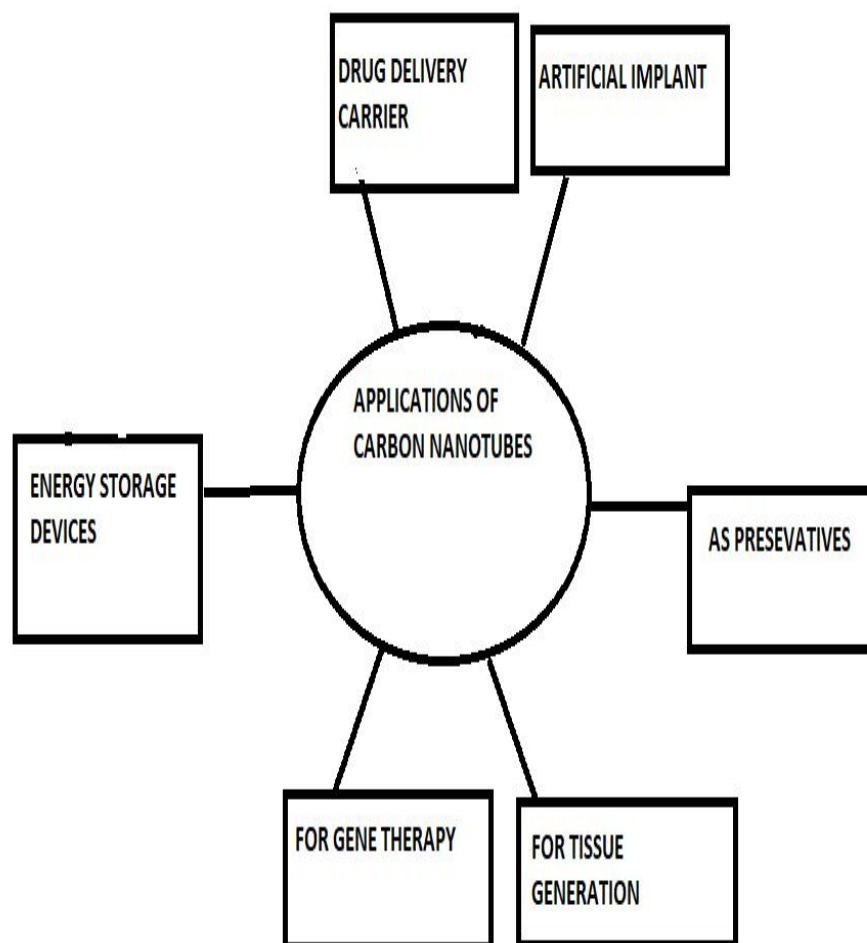 DRUG DELIVERY
CARRIER
ARTIFICIAL IMPLANT
APPLICATIONS OF
CARBON NANOTUBES
ENERGY STORAGE
DEVICES
AS PRESEVATIVES
FOR GENE THERAPY
FOR TISSUE
GENERATION